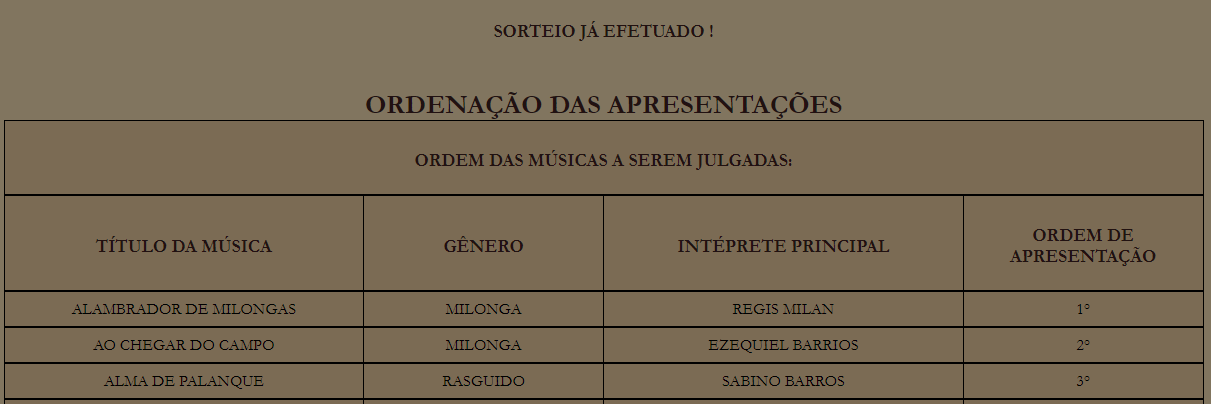 SORTEIO JÁ EFETUADO !
ORDENAÇÃO DAS APRESENTAÇÕES
ORDEM DAS MÚSICAS A SEREM JULGADAS:
TÍTULO DA MÚSICA GÊNERO INTÉPRETE PRINCIPAL ORDEM DE APRESENTAÇÃO
ALAMBRADOR DE MILONGAS MILONGA REGIS MILAN 1°
AO CHEGAR DO CAMPO MILONGA EZEQUIEL BARRIOS 2°
ALMA DE PALANQUE RASGUIDO SABINO BARROS 3°